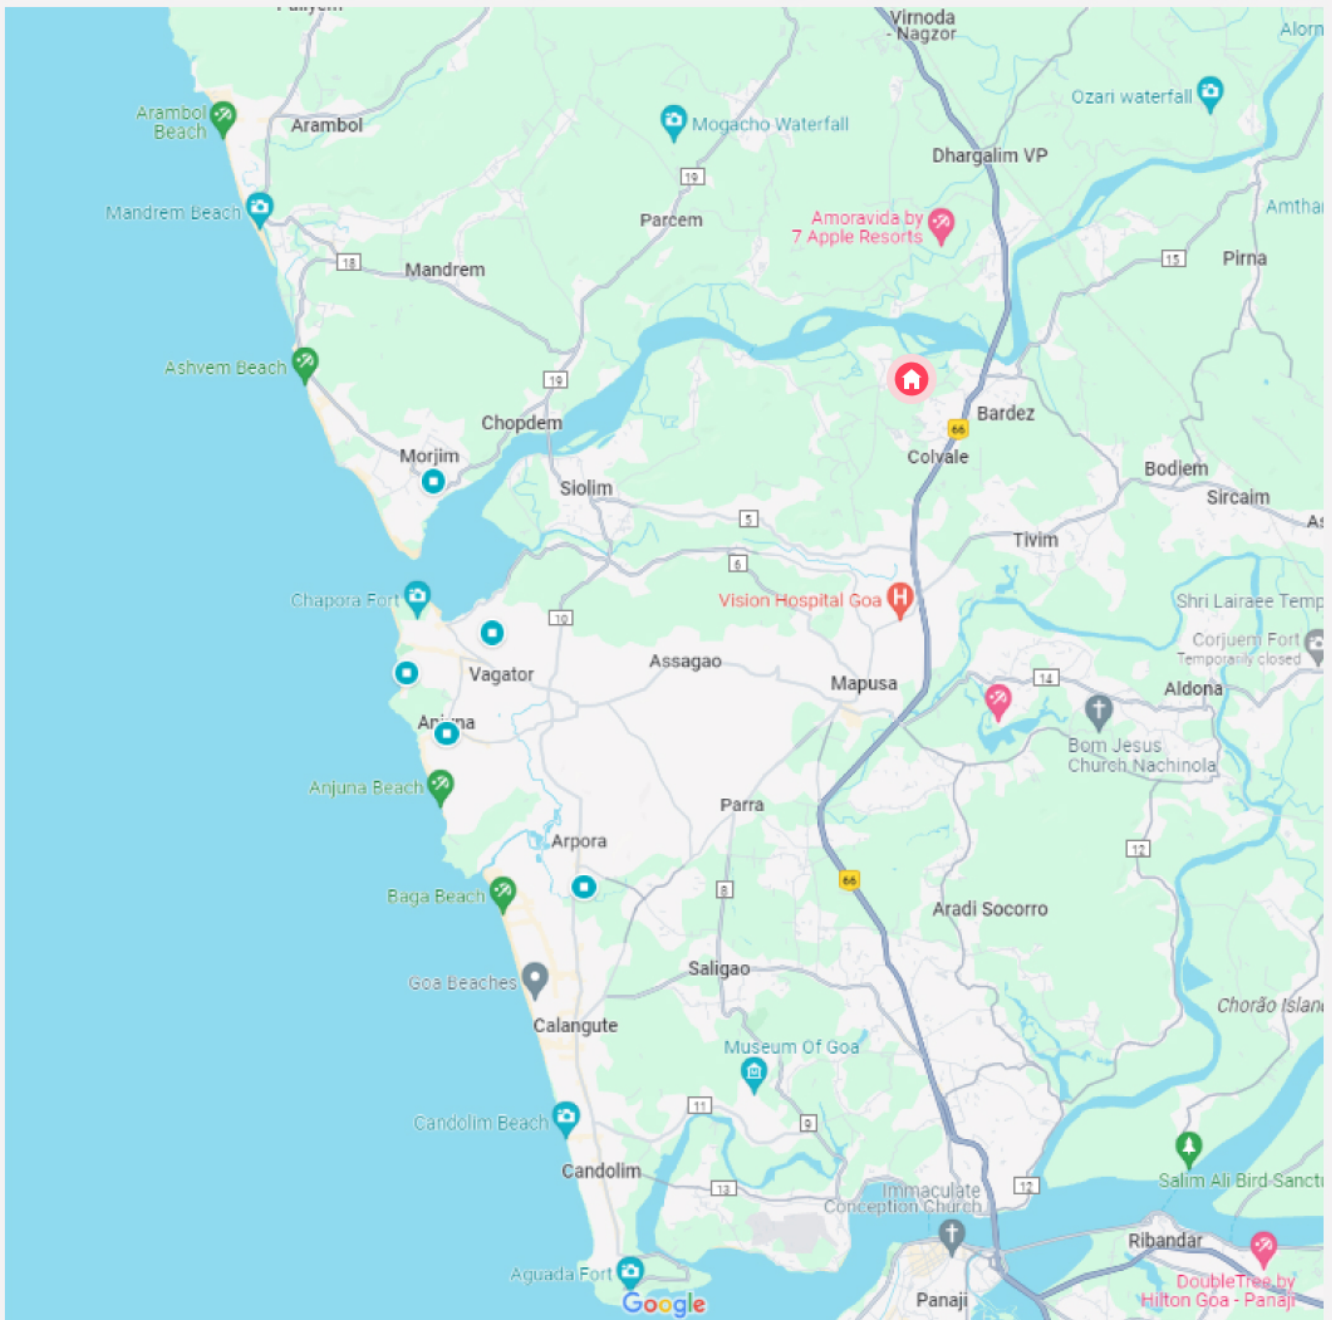 Virnoda
- Nagzor
Arambol
Beach
Arambol
Mogacho Waterfall
Ozari waterfall
Dhargalim VP
19
Mandrem Beach
Parcem
Amoravida by
7 Apple Resorts
18
Mandrem
15
Pirna
Ashvem Beach
19
Chopdem
Bardez
66
Colvale
Morjim
Siolim
Bodiem
Sircaim
5
Tivim
6
Chapora Fort
10
Vision Hospital Goa
H
Shri Lairaee Temp
Corjuem Fort
Temporarily closed
Assagao
Vagator
Mapusa
14
Aldona
Anjuna
Bom Jesus
Church Nachinola
Anjuna Beach
Parra
Arpora
12
66
8
Baga Beach
Aradi Socorro
Saligao
Goa Beaches
Calangute
Chorão Islan
Museum Of Goa
11
9
Candolim Beach
Candolim
13
12
Immaculate
Conception Church
Salim Ali Bird Sanctu
Ribandar
Aguada Fort
Google
Panaji
DoubleTree by
Hilton Goa - Panaji